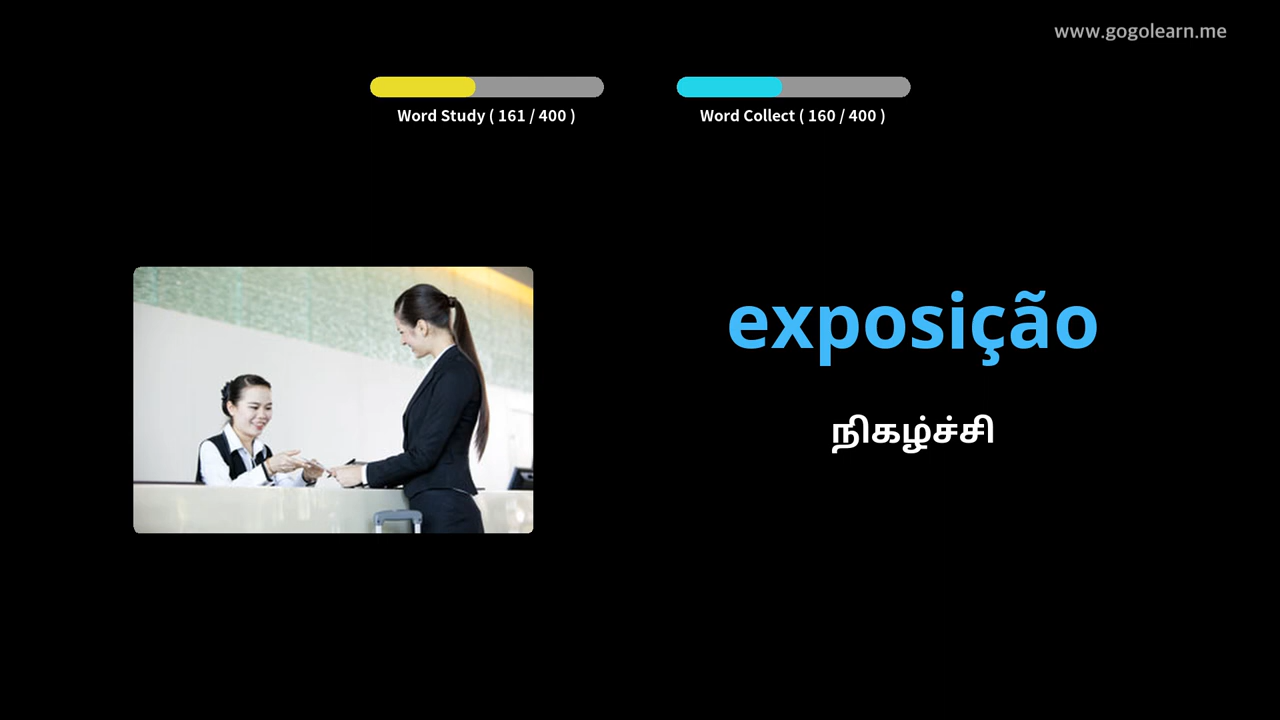 www.gogolearn.me
Word Study ( 161 / 400 )
Word Collect ( 160 / 400 )
exposição
நிகழ்ச்சி